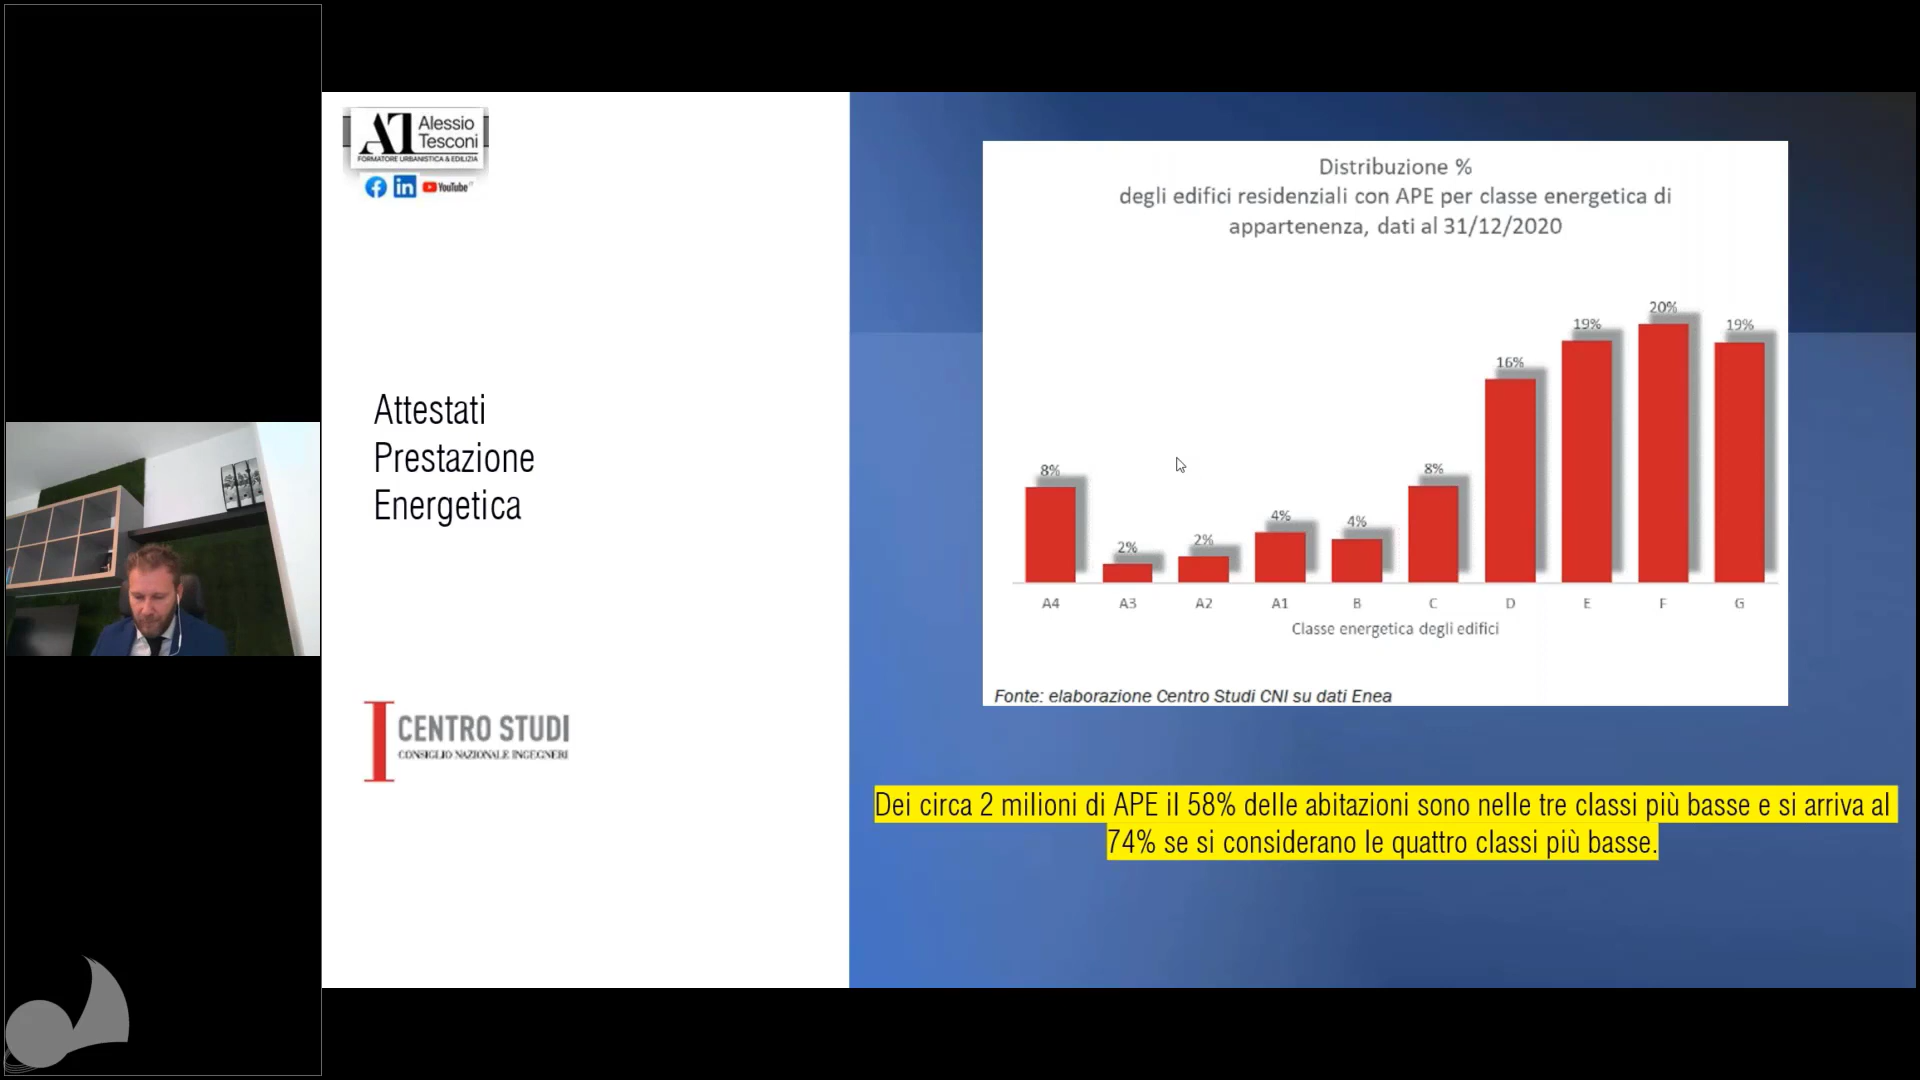 Alessio
Tesconi
FORMATORE URBANISTICA & EDILIZIA
YouTube
Attestati
Prestazione
Energetica
CENTRO STUDI
CONSIGLIO NAZIONALE INGEGNERI
Distribuzione %
degli edifici residenziali con APE per classe energetica di
appartenenza, dati al 31/12/2020
8% 2% 2% 4% 4% 8% 16% 19% 20% 19%
A4 A3 A2 A1 B C D E F G
Classe energetica degli edifici
Fonte: elaborazione Centro Studi CNI su dati Enea
Dei circa 2 milioni di APE il 58% delle abitazioni sono nelle tre classi più basse e si arriva al
74% se si considerano le quattro classi più basse.